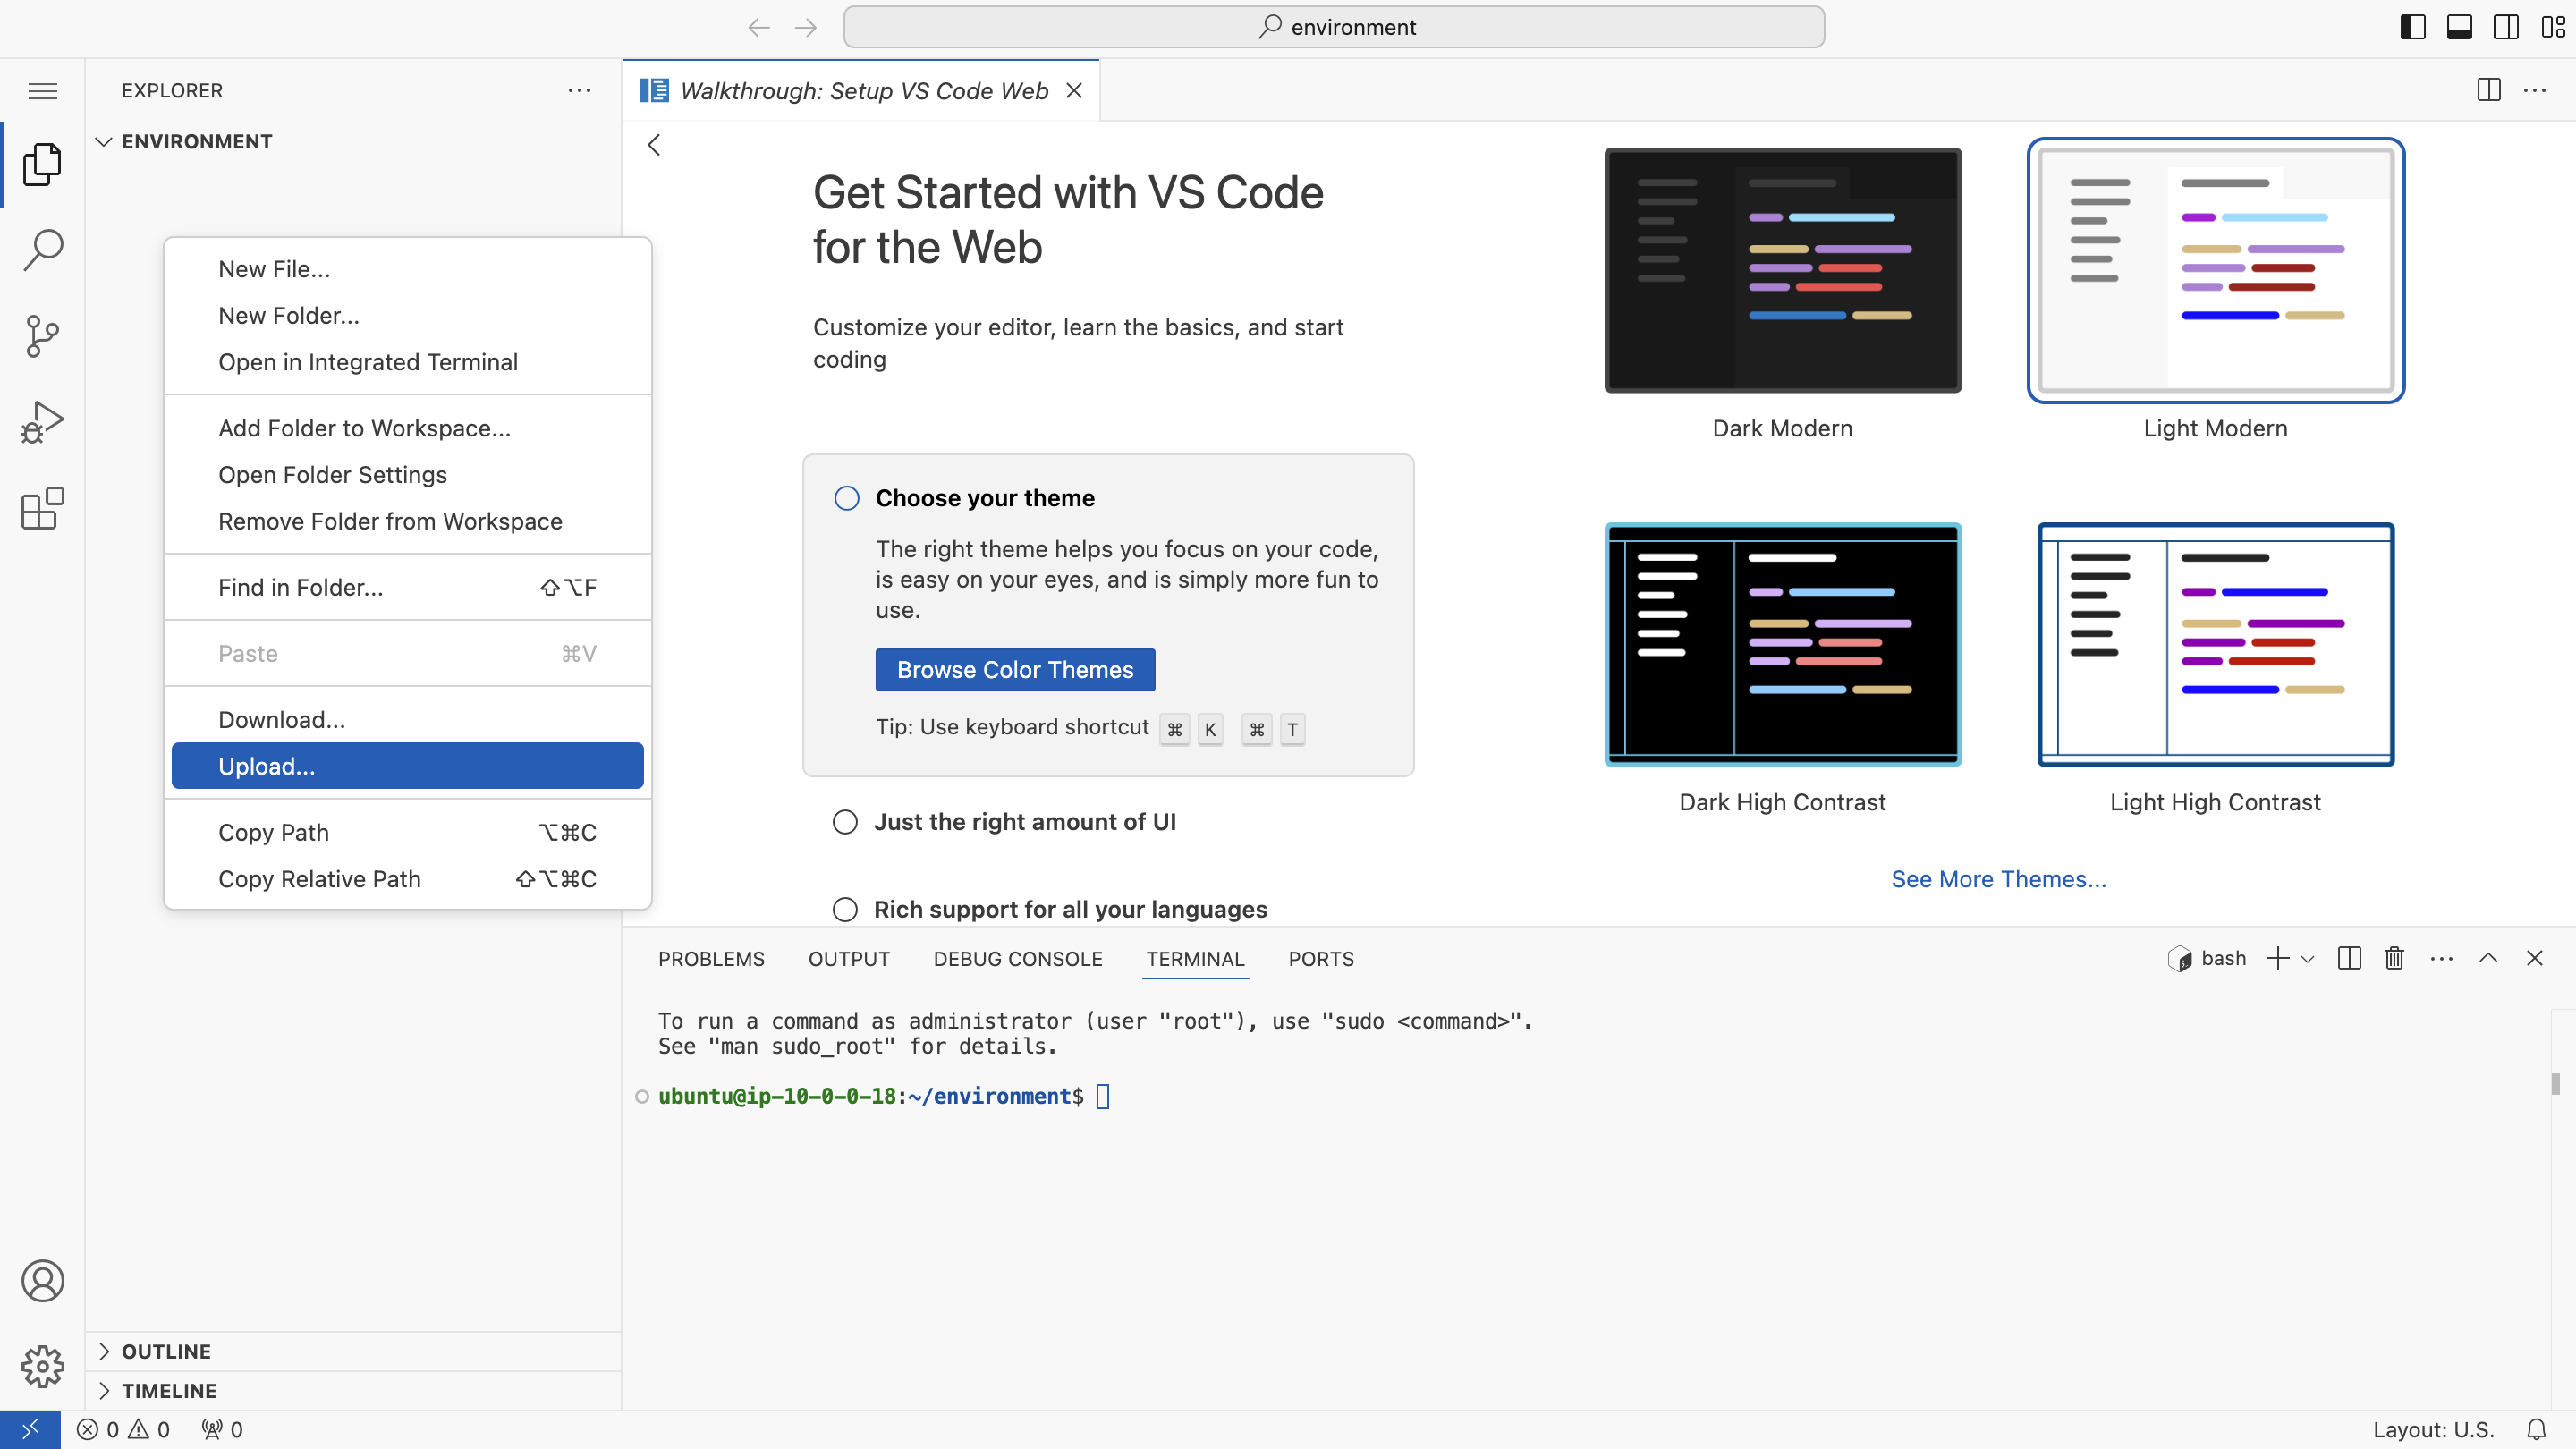 environment
EXPLORER
ENVIRONMENT
New File...
New Folder...
Open in Integrated Terminal
Add Folder to Workspace...
Open Folder Settings
Remove Folder from Workspace
Find in Folder... ⇧⌥F
Paste ⌘V
Download...
Upload...
Copy Path ⌥⌘C
Copy Relative Path ⇧⌥⌘C
OUTLINE
TIMELINE
Walkthrough: Setup VS Code Web
Get Started with VS Code
for the Web
Customize your editor, learn the basics, and start
coding
Choose your theme
The right theme helps you focus on your code,
is easy on your eyes, and is simply more fun to
use.
Browse Color Themes
Tip: Use keyboard shortcut ⌘ K ⌘ T
Just the right amount of UI
Rich support for all your languages
Dark Modern
Light Modern
Dark High Contrast
Light High Contrast
See More Themes...
PROBLEMS OUTPUT DEBUG CONSOLE TERMINAL PORTS
bash
To run a command as administrator (user "root"), use "sudo <command>".
See "man sudo_root" for details.
ubuntu@ip-10-0-0-18:~/environment$
0 0 0
Layout: U.S.